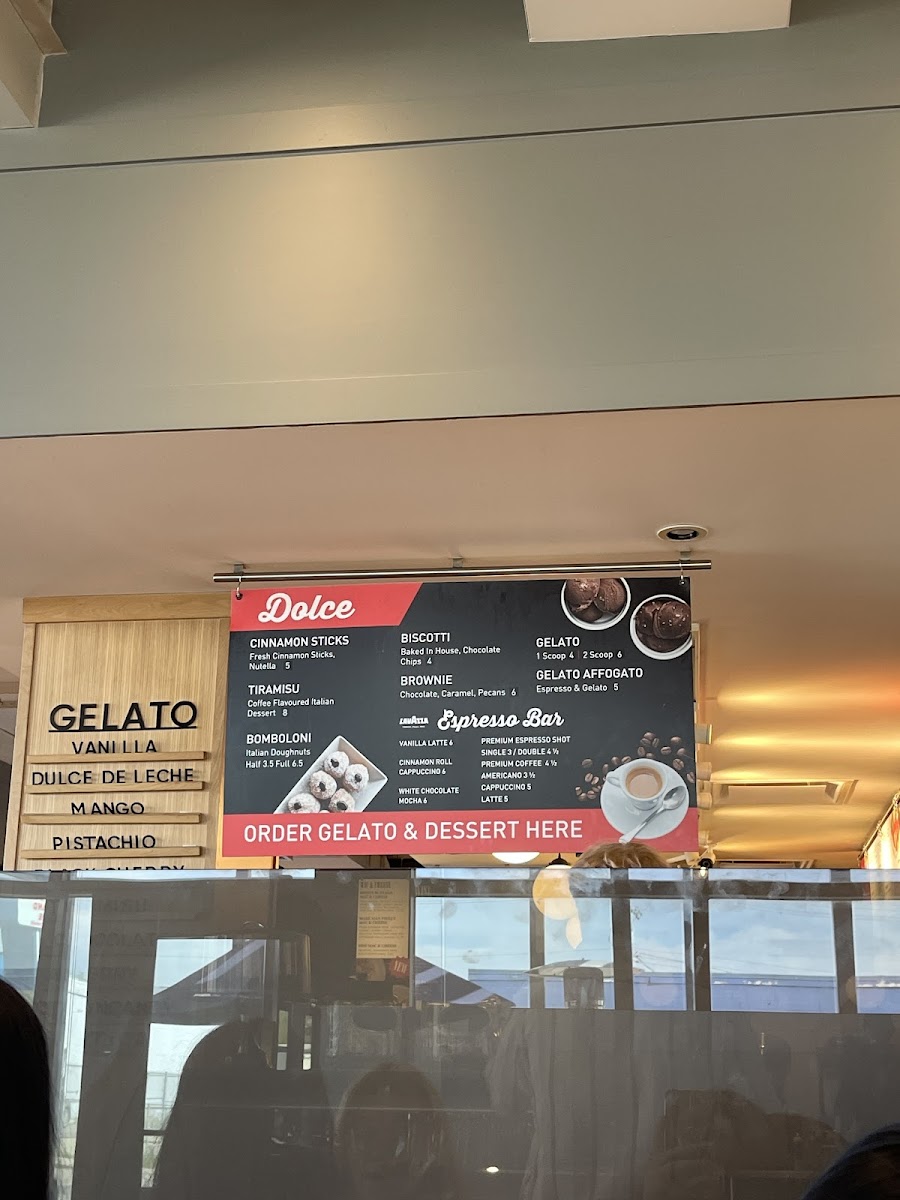 Dolce
CINNAMON STICKS
Fresh Cinnamon Sticks,
Nutella 5
TIRAMISU
Coffee Flavoured Italian
Dessert 8
BOMBOLONI
Italian Doughnuts
Half 3.5 Full 6.5
BISCOTTI
Baked In House, Chocolate
Chips 4
BROWNIE
Chocolate, Caramel, Pecans 6
GELATO
1 Scoop 4 | 2 Scoop 6
GELATO AFFOGATO
Espresso & Gelato 5
LAVAZZA Espresso Bar
VANILLA LATTE 6
CINNAMON ROLL
CAPPUCCINO 6
WHITE CHOCOLATE
MOCHA 6
PREMIUM ESPRESSO SHOT
SINGLE 3 / DOUBLE 4 ½
PREMIUM COFFEE 4 ½
AMERICANO 3 ½
CAPPUCCINO 5
LATTE 5
ORDER GELATO & DESSERT HERE
GELATO
VANILLA
DULCE DE LECHE
MANGO
PISTACHIO